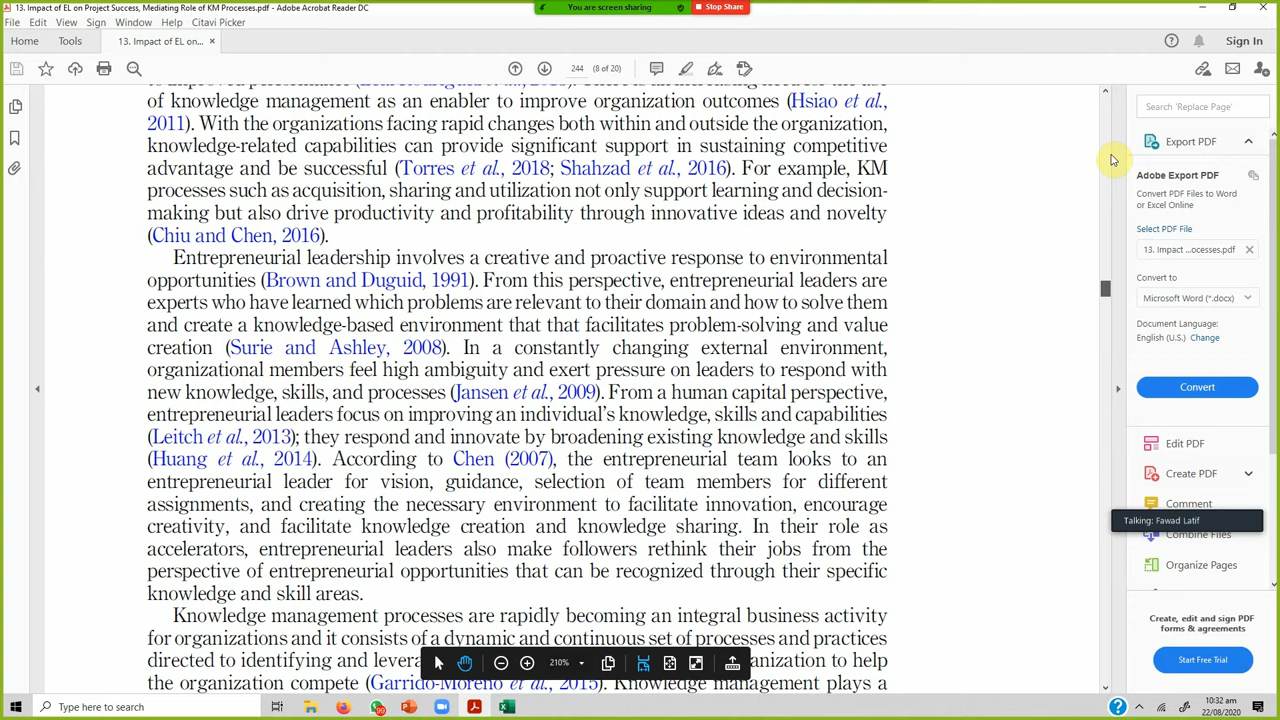 13. Impact of EL on Project Success, Mediating Role of KM Processes.pdf - Adobe Acrobat Reader DC
You are screen sharing
Stop Share
File Edit View Sign Window Help Citavi Picker
Home Tools 13. Impact of EL on... × Sign In
244 (8 of 20)
of knowledge management as an enabler to improve organization outcomes (Hsiao et al.,
2011). With the organizations facing rapid changes both within and outside the organization,
knowledge-related capabilities can provide significant support in sustaining competitive
advantage and be successful (Torres et al., 2018; Shahzad et al., 2016). For example, KM
processes such as acquisition, sharing and utilization not only support learning and decision-
making but also drive productivity and profitability through innovative ideas and novelty
(Chiu and Chen, 2016).
Entrepreneurial leadership involves a creative and proactive response to environmental
opportunities (Brown and Duguid, 1991). From this perspective, entrepreneurial leaders are
experts who have learned which problems are relevant to their domain and how to solve them
and create a knowledge-based environment that that facilitates problem-solving and value
creation (Surie and Ashley, 2008). In a constantly changing external environment,
organizational members feel high ambiguity and exert pressure on leaders to respond with
new knowledge, skills, and processes (Jansen et al., 2009). From a human capital perspective,
entrepreneurial leaders focus on improving an individual's knowledge, skills and capabilities
(Leitch et al., 2013); they respond and innovate by broadening existing knowledge and skills
(Huang et al., 2014). According to Chen (2007), the entrepreneurial team looks to an
entrepreneurial leader for vision, guidance, selection of team members for different
assignments, and creating the necessary environment to facilitate innovation, encourage
creativity, and facilitate knowledge creation and knowledge sharing. In their role as
accelerators, entrepreneurial leaders also make followers rethink their jobs from the
perspective of entrepreneurial opportunities that can be recognized through their specific
knowledge and skill areas.
Knowledge management processes are rapidly becoming an integral business activity
for organizations and it consists of a dynamic and continuous set of processes and practices
directed to identifying and levera
anization to help
the organization compete (Garrido-Moreno et al., 2015). Knowledge management plays a
210%
Search 'Replace Page'
Export PDF
Adobe Export PDF
Convert PDF Files to Word
or Excel Online
Select PDF File
13. Impact ...ocesses.pdf ×
Convert to
Microsoft Word (*.docx)
Document Language:
English (U.S.) Change
Convert
Edit PDF
Create PDF
Comment
Talking: Fawad Latif
Combine Files
Organize Pages
Create, edit and sign PDF
forms & agreements
Start Free Trial
Type here to search
99
10:32 am
22/08/2020